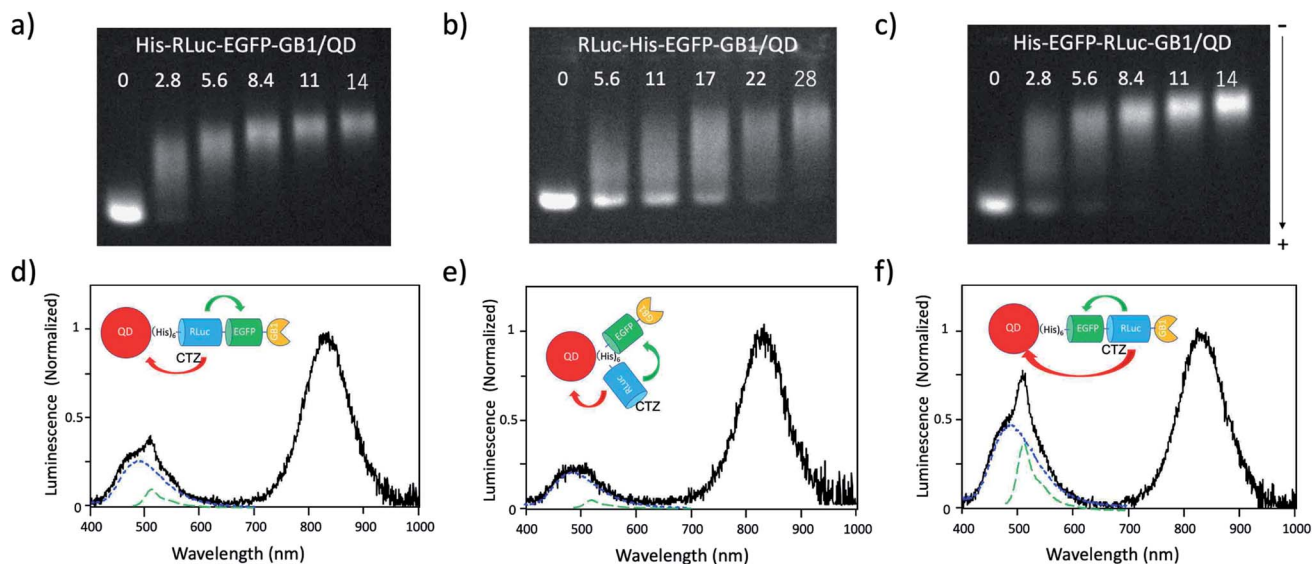 a)
His-RLuc-EGFP-GB1/QD
0 2.8 5.6 8.4 11 14
b)
RLuc-His-EGFP-GB1/QD
0 5.6 11 17 22 28
c)
His-EGFP-RLuc-GB1/QD
0 2.8 5.6 8.4 11 14
-
+
d)
Luminescence (Normalized)
1
0.5
0
QD
(His)6
RLuc
EGFP
GB1
CTZ
400 500 600 700 800 900 1000
Wavelength (nm)
e)
Luminescence (Normalized)
1
0.5
0
QD
(His)6
EGFP
GB1
RLuc
CTZ
400 500 600 700 800 900 1000
Wavelength (nm)
f)
Luminescence (Normalized)
1
0.5
0
QD
(His)6
EGFP
RLuc
GB1
CTZ
400 500 600 700 800 900 1000
Wavelength (nm)